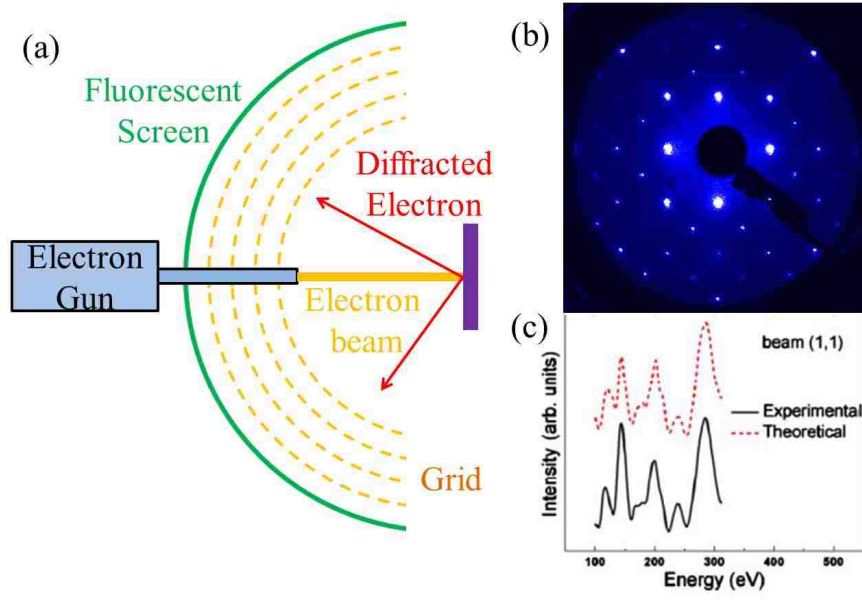 (a)
Fluorescent
Screen
Diffracted
Electron
Electron
Gun
Electron
beam
Grid
(b)
(c)
beam (1,1)
Experimental
Theoretical
Intensity (arb. units)
100 200 300 400 500
Energy (eV)